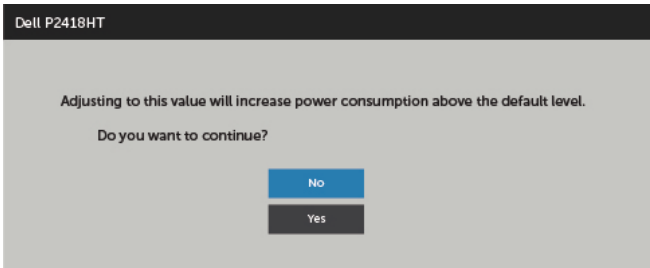 Dell P2418HT
Adjusting to this value will increase power consumption above the default level.
Do you want to continue?
No
Yes